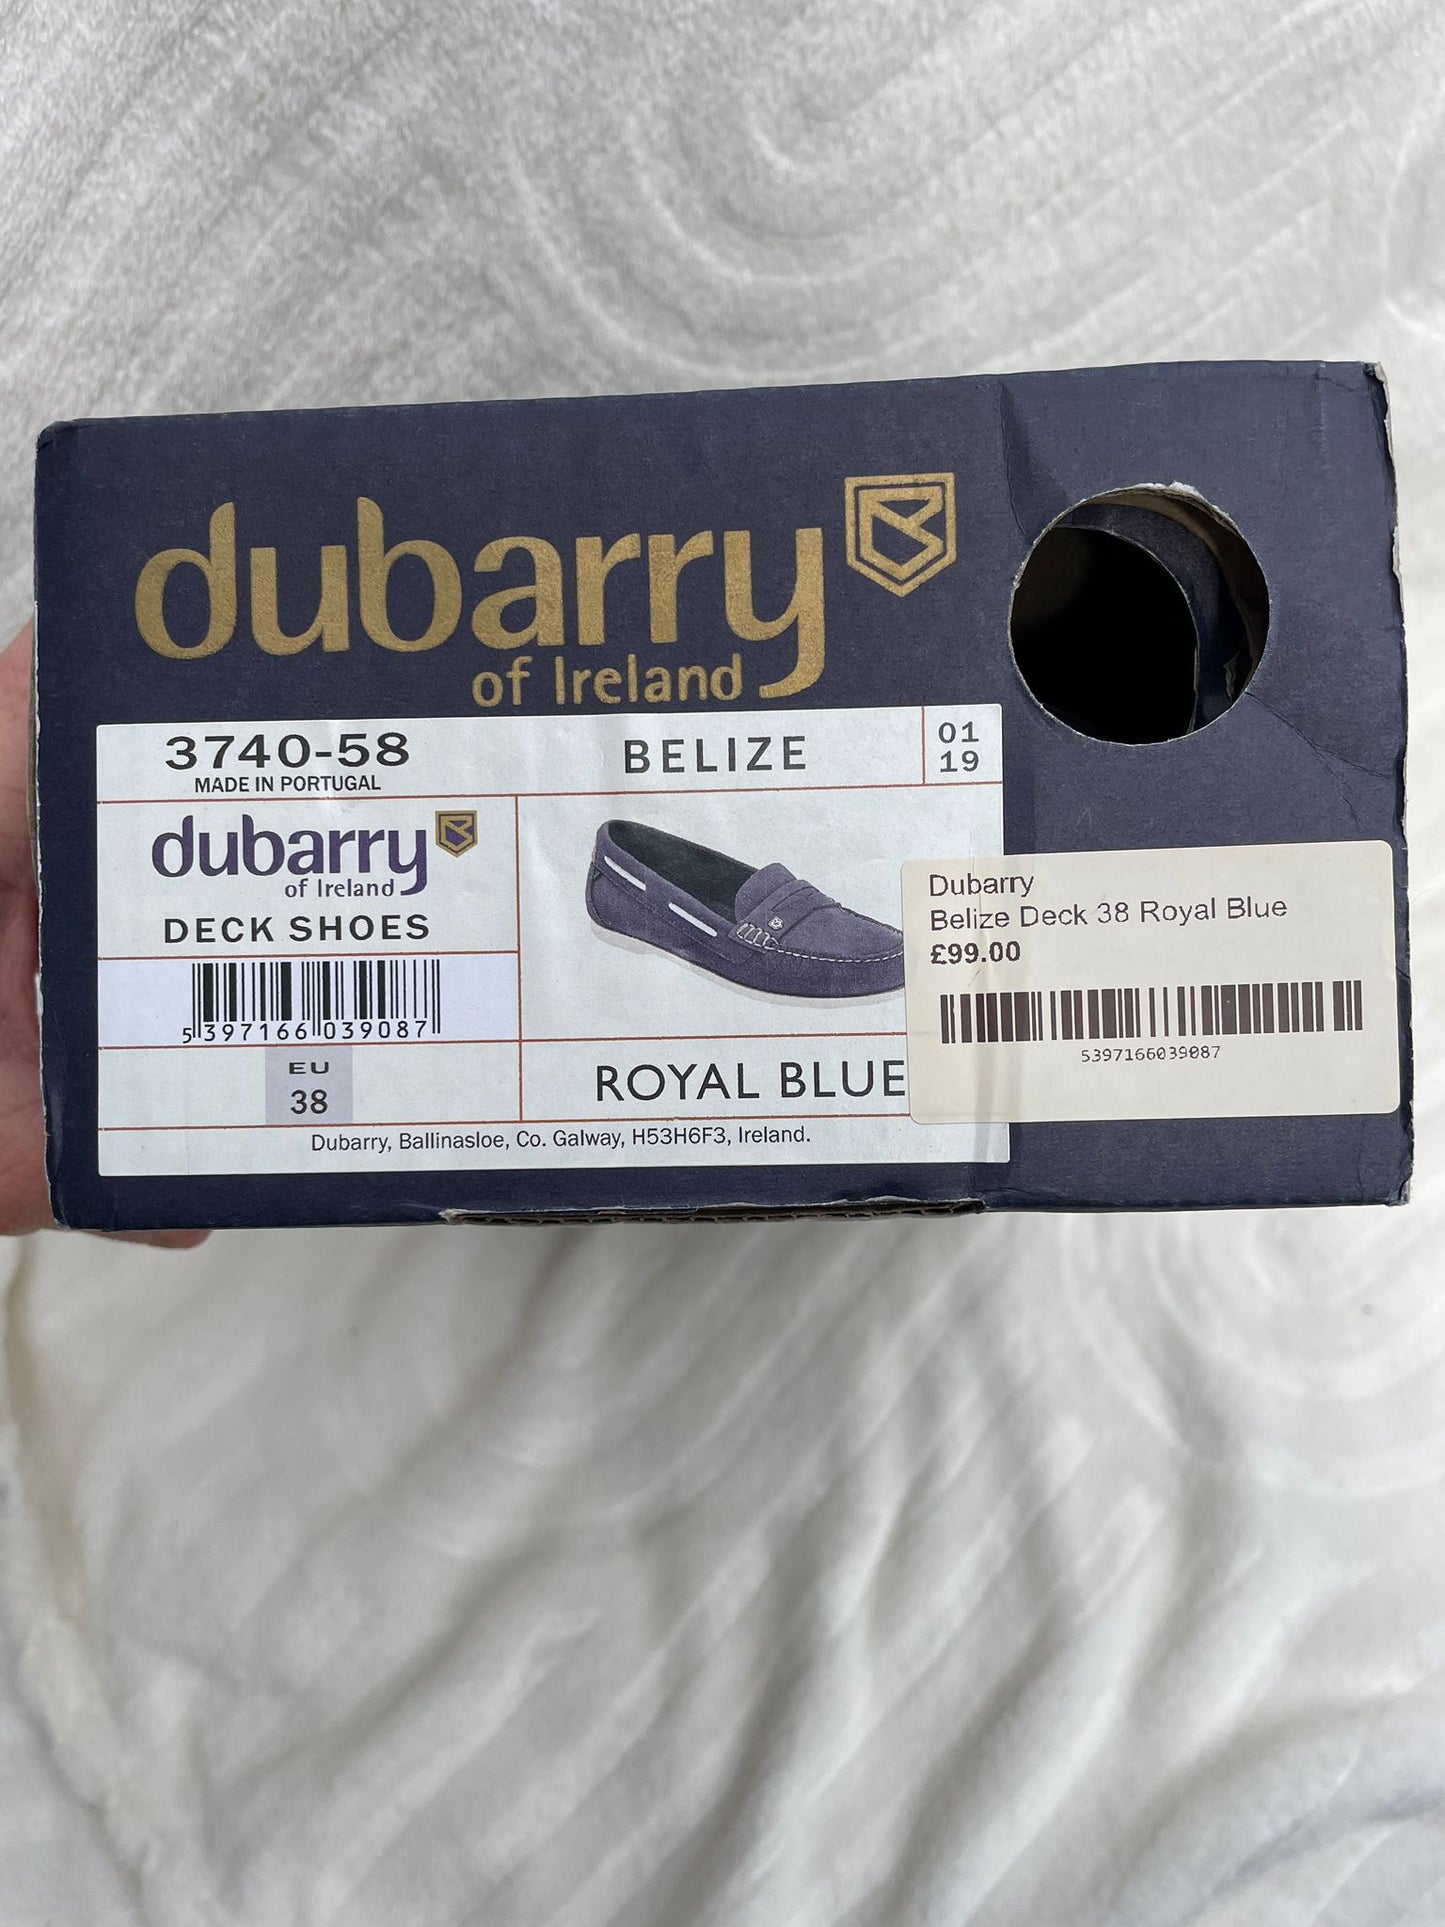 dubarry
of Ireland
3740-58
MADE IN PORTUGAL
BELIZE
01
19
dubarry
of Ireland
DECK SHOES
5 397166 039087
EU
38
ROYAL BLUE
Dubarry, Ballinasloe, Co. Galway, H53H6F3, Ireland.
Dubarry
Belize Deck 38 Royal Blue
£99.00
5397166039087